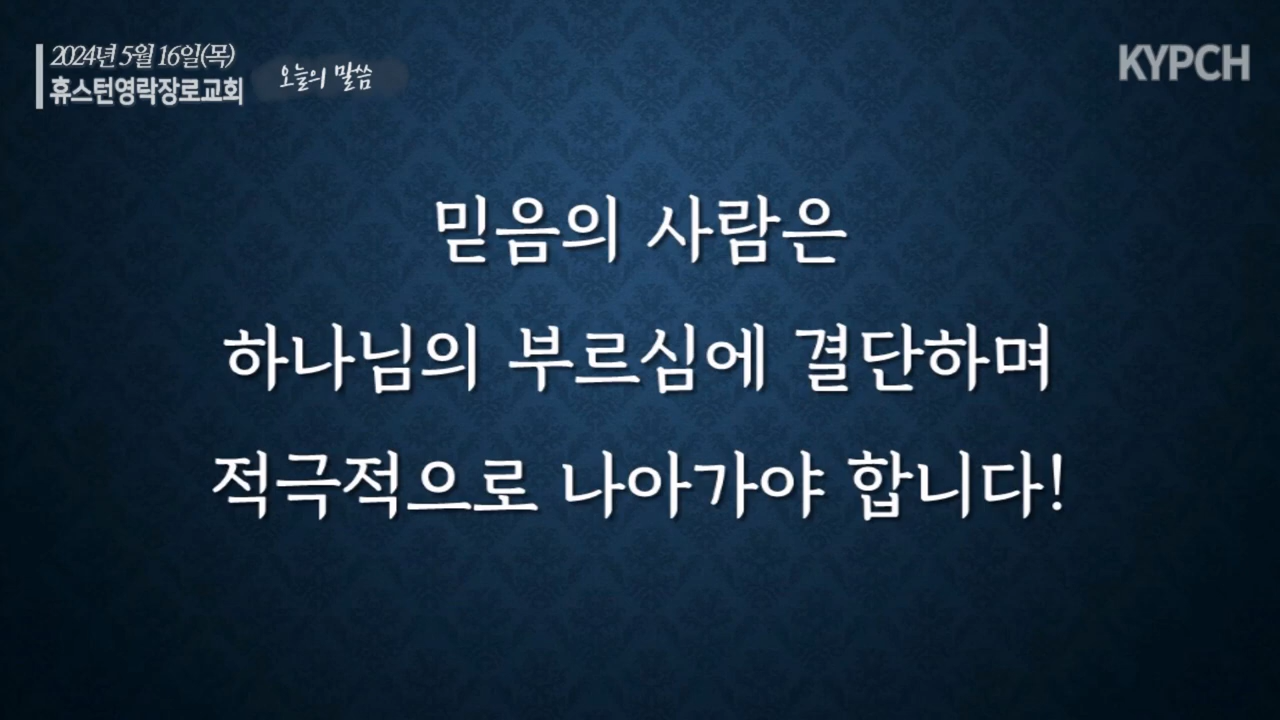 2024년 5월 16일(목)
휴스턴영락장로교회
오늘의 말씀
KYPCH
믿음의 사람은
하나님의 부르심에 결단하며
적극적으로 나아가야 합니다!